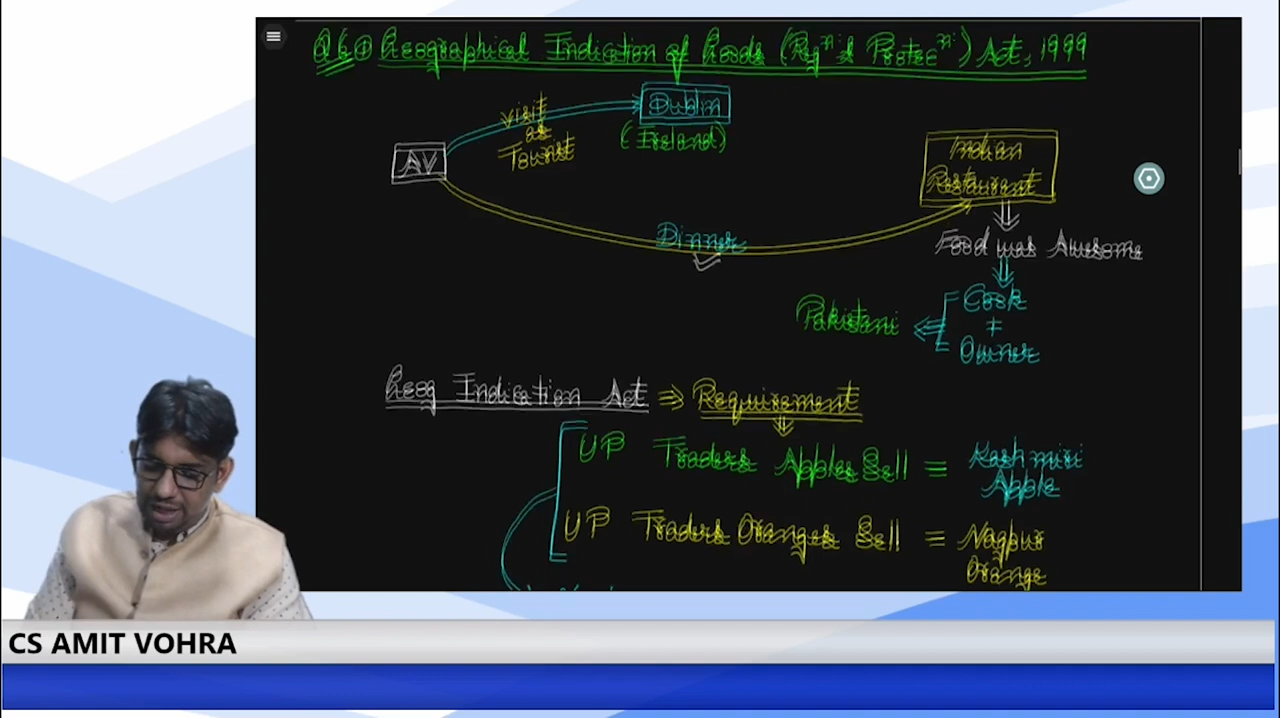 Q6① Geographical Indication of Goods (Regⁿ & Protecⁿ) Act, 1999
Visit as Tourist
Dublin
(Ireland)
AV
Indian
Restaurent
Dinner
Food was Awesome
Cook
+
Owner
Pakistani
Geog Indication Act ⇒ Requirement
UP Traders Apples Sell ≡ Kashmiri
Apple
UP Traders Oranges Sell ≡ Nagpur
Orange
CS AMIT VOHRA